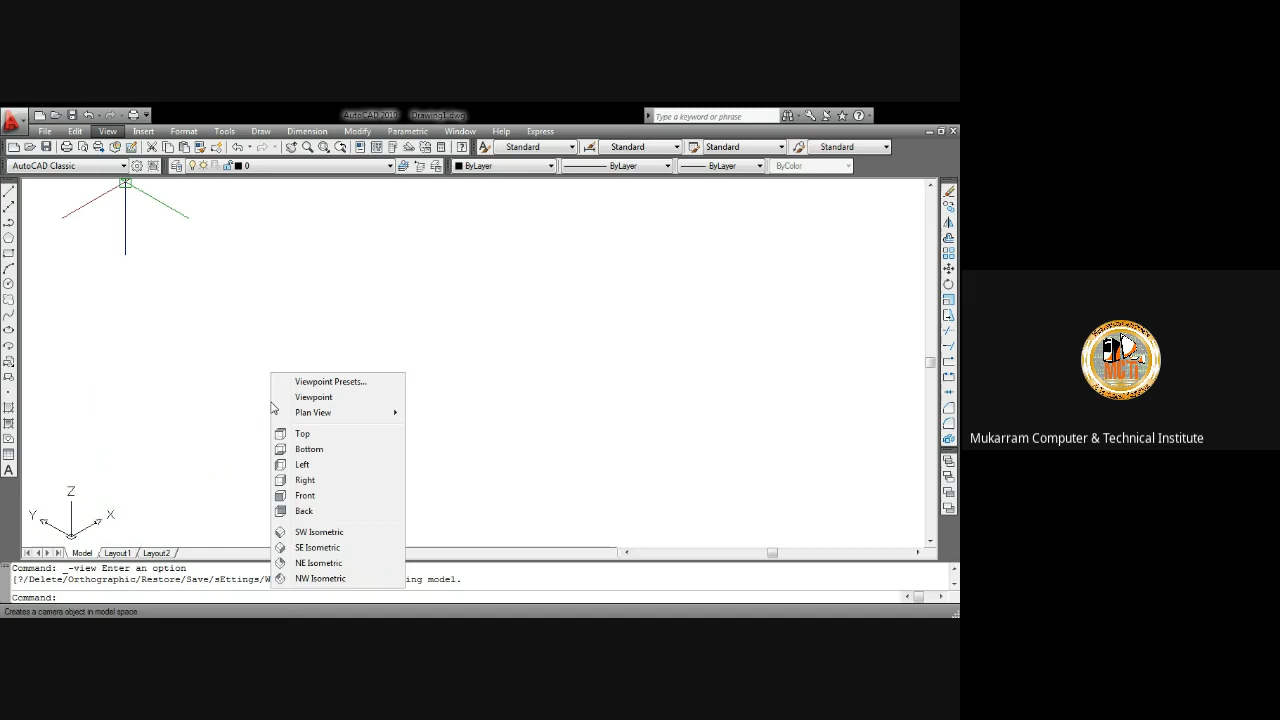 AutoCAD 2010 Drawing1.dwg
Type a keyword or phrase
File Edit View Insert Format Tools Draw Dimension Modify Parametric Window Help Express
Standard Standard Standard Standard
AutoCAD Classic 0 ByLayer ByLayer ByLayer ByColor
Viewpoint Presets...
Viewpoint
Plan View
Top
Bottom
Left
Right
Front
Back
SW Isometric
SE Isometric
NE Isometric
NW Isometric
Z
Y X
Model Layout1 Layout2
Command: _-view Enter an option
[?/Delete/Orthographic/Restore/Save/sEttings/W ng model.
Command:
Creates a camera object in model space
A
MCTI
Mukarram Computer & Technical Institute